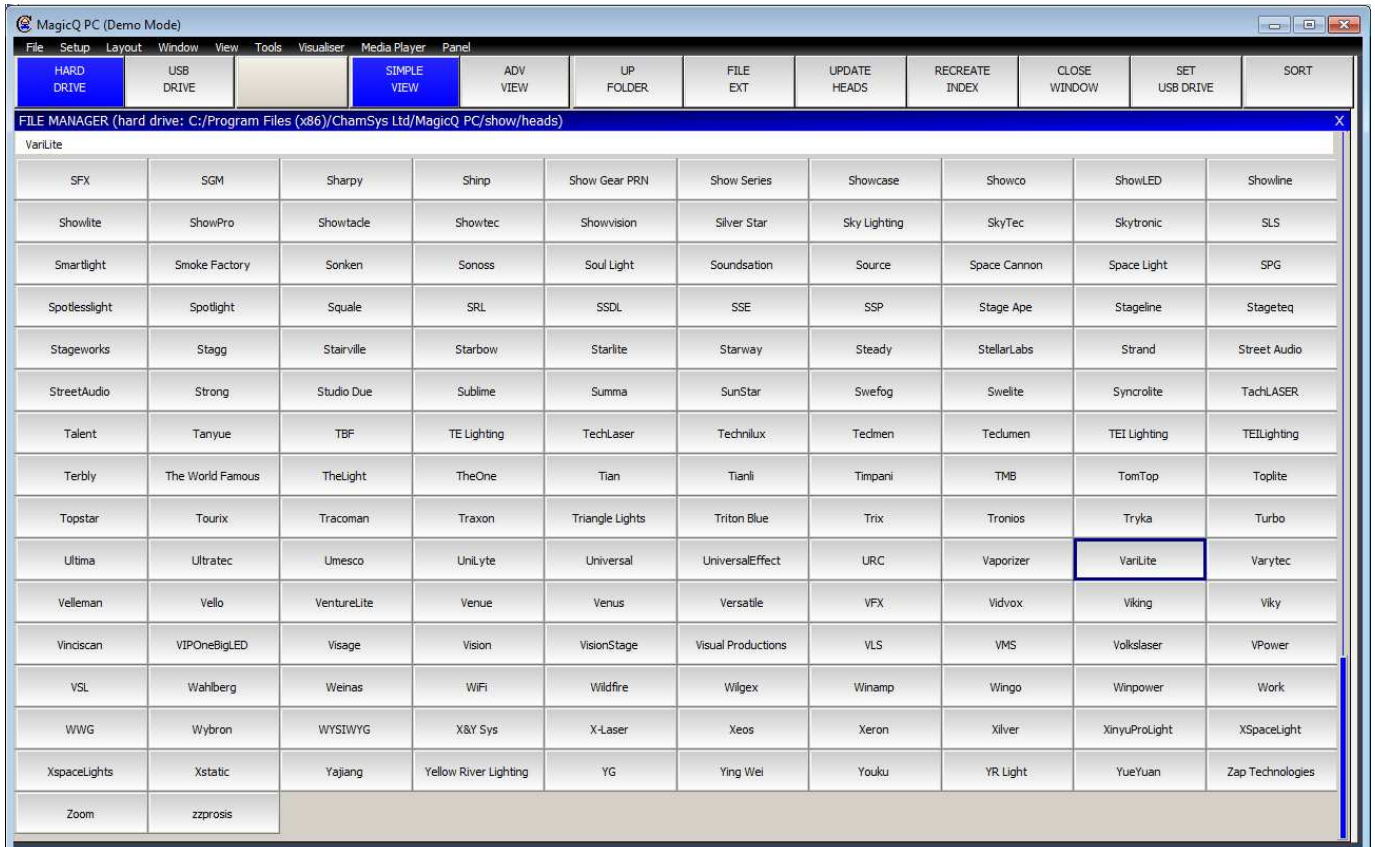 MagicQ PC (Demo Mode)
File Setup Layout Window View Tools Visualiser Media Player Panel
HARD DRIVE USB DRIVE SIMPLE VIEW ADV VIEW UP FOLDER FILE EXT UPDATE HEADS RECREATE INDEX CLOSE WINDOW SET USB DRIVE SORT
FILE MANAGER (hard drive: C:/Program Files (x86)/ChamSys Ltd/MagicQ PC/show/heads) X
VariLite
SFX SGM Sharpy Shinp Show Gear PRN Show Series Showcase Showco ShowLED Showline
Showlite ShowPro Showtacle Showtec Showvision Silver Star Sky Lighting SkyTec Skytronic SLS
Smartlight Smoke Factory Sonken Sonoss Soul Light Soundsation Source Space Cannon Space Light SPG
Spotlesslight Spotlight Squale SRL SSDL SSE SSP Stage Ape Stageline Stageteq
Stageworks Stagg Stairville Starbow Starlite Starway Steady StellarLabs Strand Street Audio
StreetAudio Strong Studio Due Sublime Summa SunStar Swefog Swelite Syncrolite TachLASER
Talent Tanyue TBF TE Lighting TechLaser Technilux Teclmen Teclumen TEI Lighting TEILighting
Terbly The World Famous TheLight TheOne Tian Tianli Timpani TMB TomTop Toplite
Topstar Tourix Tracoman Traxon Triangle Lights Triton Blue Trix Tronios Tryka Turbo
Ultima Ultratec Umesco UniLyte Universal UniversalEffect URC Vaporizer VariLite Varytec
Velleman Vello VentureLite Venue Venus Versatile VFX Vidvox Viking Viky
Vinciscan VIPOneBigLED Visage Vision VisionStage Visual Productions VLS VMS Volkslaser VPower
VSL Wahlberg Weinas WiFi Wildfire Wilgex Winamp Wingo Winpower Work
WWG Wybron WYSIWYG X&Y Sys X-Laser Xeos Xeron Xilver XinyuProLight XSpaceLight
XspaceLights Xstatic Yajiang Yellow River Lighting YG Ying Wei Youku YR Light YueYuan Zap Technologies
Zoom zzprosis